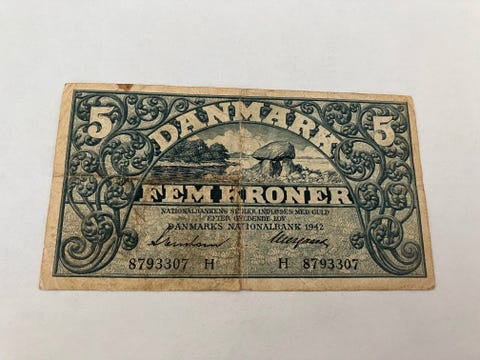 5 DANMARK 5
FEM KRONER
NATIONALBANKENS SEDLER INDLØSES MED GULD
EFTER GÆLDENDE LOV
DANMARKS NATIONALBANK 1942
8793307 H H 8793307